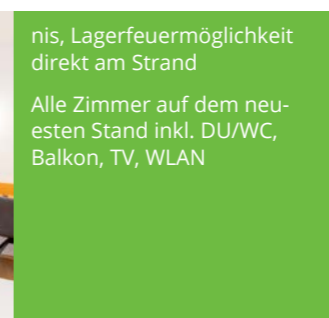 nis, Lagerfeuermöglichkeit
direkt am Strand
Alle Zimmer auf dem neu-
esten Stand inkl. DU/WC,
Balkon, TV, WLAN